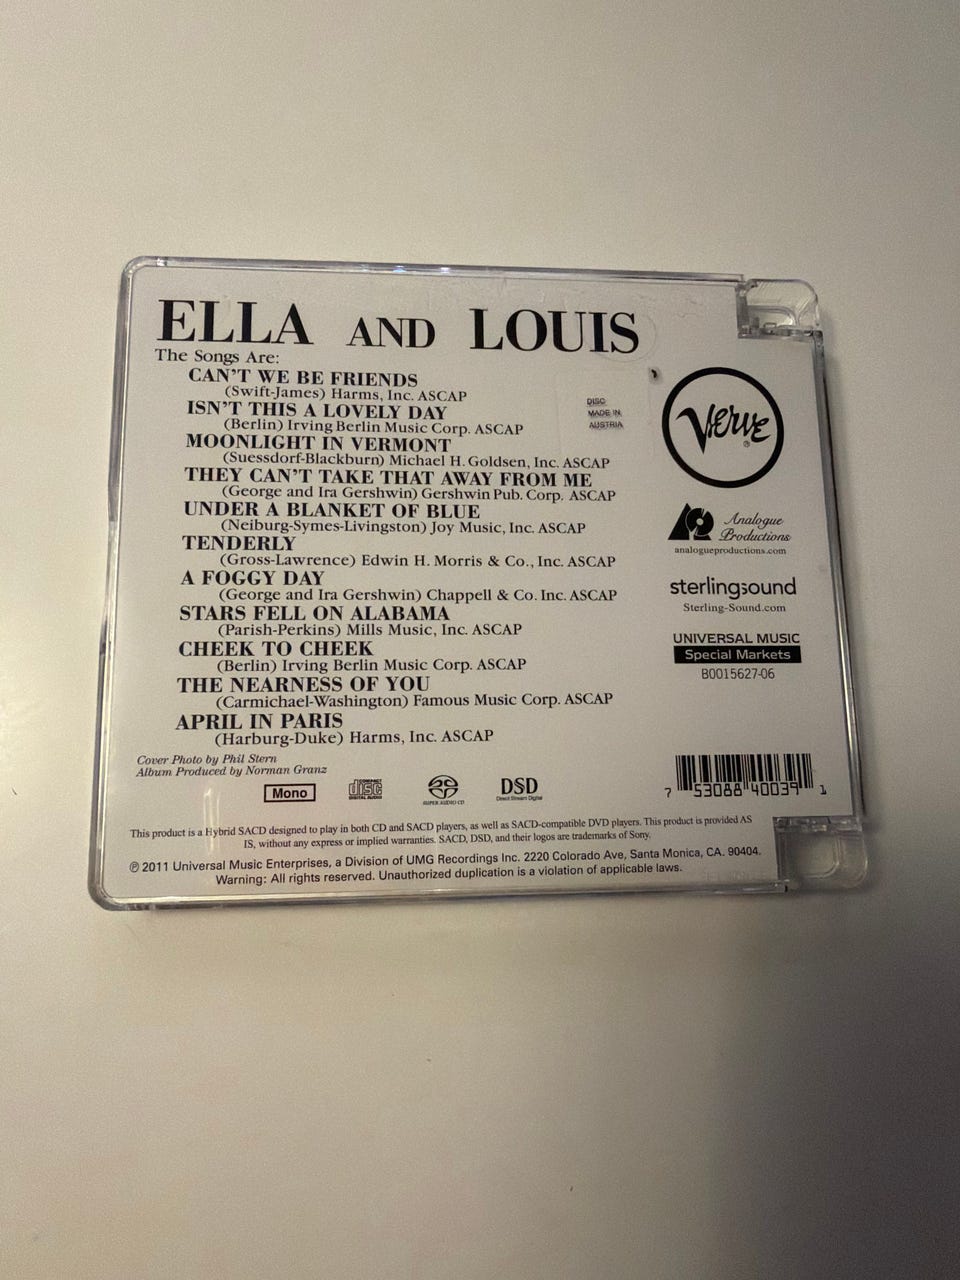 ELLA AND LOUIS
The Songs Are:
CAN'T WE BE FRIENDS
(Swift-James) Harms, Inc. ASCAP
ISN'T THIS A LOVELY DAY
(Berlin) Irving Berlin Music Corp. ASCAP
MOONLIGHT IN VERMONT
(Suessdorf-Blackburn) Michael H. Goldsen, Inc. ASCAP
THEY CAN'T TAKE THAT AWAY FROM ME
(George and Ira Gershwin) Gershwin Pub. Corp. ASCAP
UNDER A BLANKET OF BLUE
(Neiburg-Symes-Livingston) Joy Music, Inc. ASCAP
TENDERLY
(Gross-Lawrence) Edwin H. Morris & Co., Inc. ASCAP
A FOGGY DAY
(George and Ira Gershwin) Chappell & Co. Inc. ASCAP
STARS FELL ON ALABAMA
(Parish-Perkins) Mills Music, Inc. ASCAP
CHEEK TO CHEEK
(Berlin) Irving Berlin Music Corp. ASCAP
THE NEARNESS OF YOU
(Carmichael-Washington) Famous Music Corp. ASCAP
APRIL IN PARIS
(Harburg-Duke) Harms, Inc. ASCAP
Cover Photo by Phil Stern
Album Produced by Norman Granz
DISC
MADE IN
AUSTRIA
Verve
®
Analogue
Productions
analogueproductions.com
sterlingsound
Sterling-Sound.com
UNIVERSAL MUSIC
Special Markets
B0015627-06
7 53088 40039 1
Mono
COMPACT
disc
DIGITAL AUDIO
SUPER AUDIO CD
DSD
Direct Stream Digital
This product is a Hybrid SACD designed to play in both CD and SACD players, as well as SACD-compatible DVD players. This product is provided AS
IS, without any express or implied warranties. SACD, DSD, and their logos are trademarks of Sony.
℗ 2011 Universal Music Enterprises, a Division of UMG Recordings Inc. 2220 Colorado Ave, Santa Monica, CA. 90404.
Warning: All rights reserved. Unauthorized duplication is a violation of applicable laws.